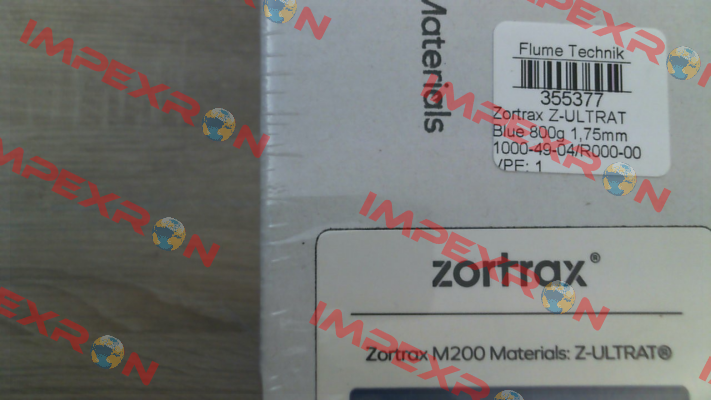 Materials
Flume Technik
355377
Zortrax Z-ULTRAT
Blue 800g 1,75mm
1000-49-04/R000-00
VPE: 1
zortrax®
Zortrax M200 Materials: Z-ULTRAT®
IMPEXRON
IMPEXRON
IMPEXRON
IMPEXRON
IMPEXRON
IMPEXRON
IMPEXRON